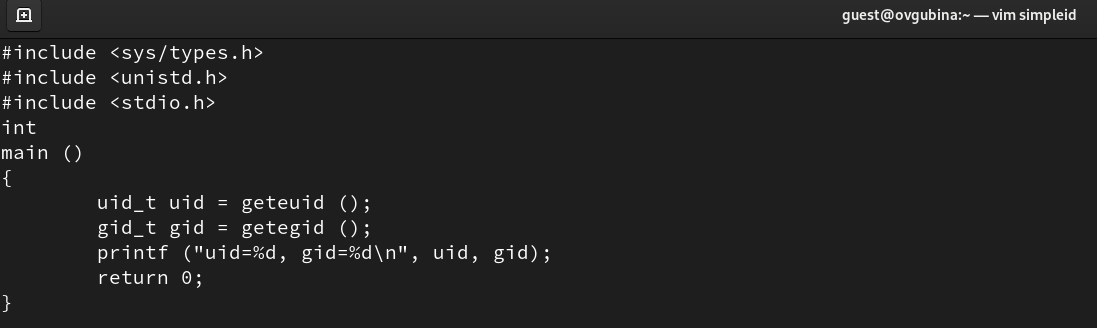 guest@ovgubina:~ — vim simpleid
#include <sys/types.h>
#include <unistd.h>
#include <stdio.h>
int
main ()
{
        uid_t uid = geteuid ();
        gid_t gid = getegid ();
        printf ("uid=%d, gid=%d\n", uid, gid);
        return 0;
}